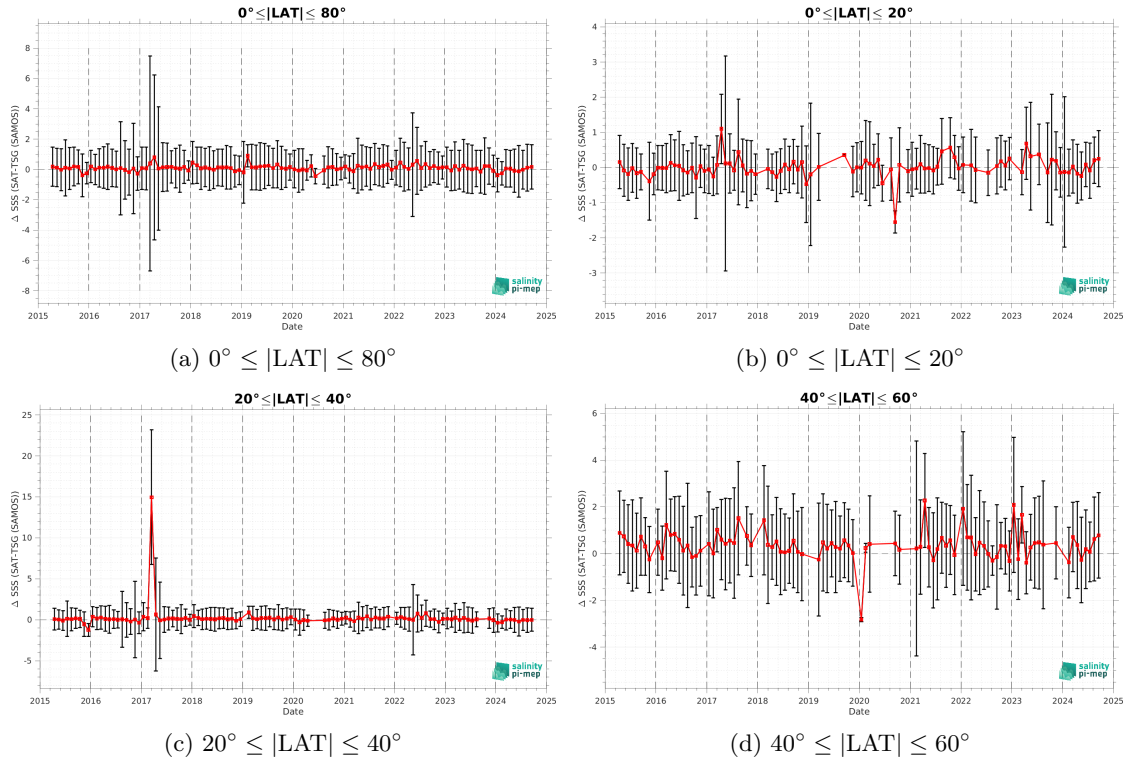 0°≤|LAT|≤ 80°
Δ SSS (SAT-TSG (SAMOS))
8
6
4
2
0
-2
-4
-6
-8
2015 2016 2017 2018 2019 2020 2021 2022 2023 2024 2025
Date
salinity
pi-mep
(a) 0° ≤ |LAT| ≤ 80°
0°≤|LAT|≤ 20°
Δ SSS (SAT-TSG (SAMOS))
4
3
2
1
0
-1
-2
-3
2015 2016 2017 2018 2019 2020 2021 2022 2023 2024 2025
Date
salinity
pi-mep
(b) 0° ≤ |LAT| ≤ 20°
20°≤|LAT|≤ 40°
Δ SSS (SAT-TSG (SAMOS))
25
20
15
10
5
0
-5
2015 2016 2017 2018 2019 2020 2021 2022 2023 2024 2025
Date
salinity
pi-mep
(c) 20° ≤ |LAT| ≤ 40°
40°≤|LAT|≤ 60°
Δ SSS (SAT-TSG (SAMOS))
6
4
2
0
-2
-4
2015 2016 2017 2018 2019 2020 2021 2022 2023 2024 2025
Date
salinity
pi-mep
(d) 40° ≤ |LAT| ≤ 60°